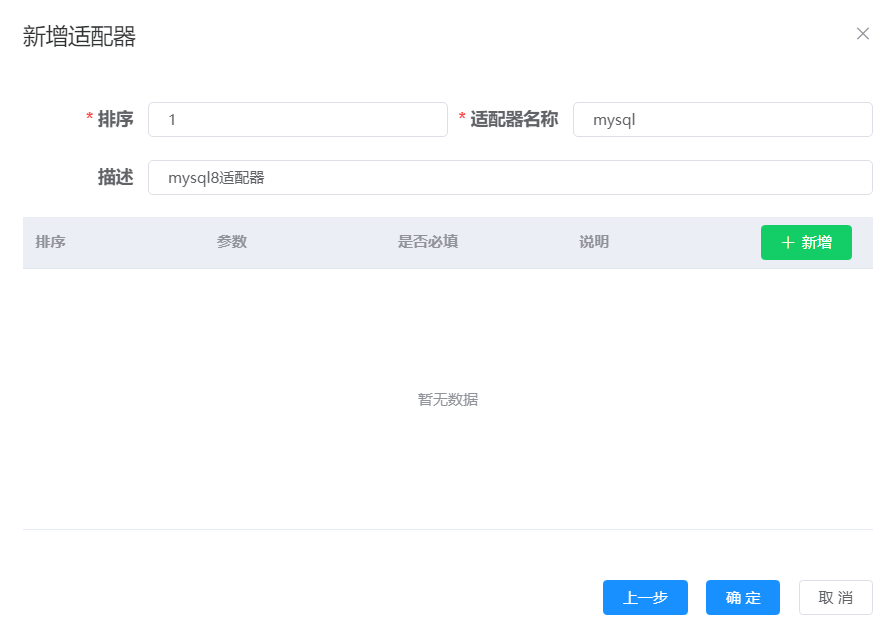 新增适配器
* 排序 1 * 适配器名称 mysql
描述 mysql8适配器
排序 参数 是否必填 说明 + 新增
暂无数据
上一步 确 定 取 消